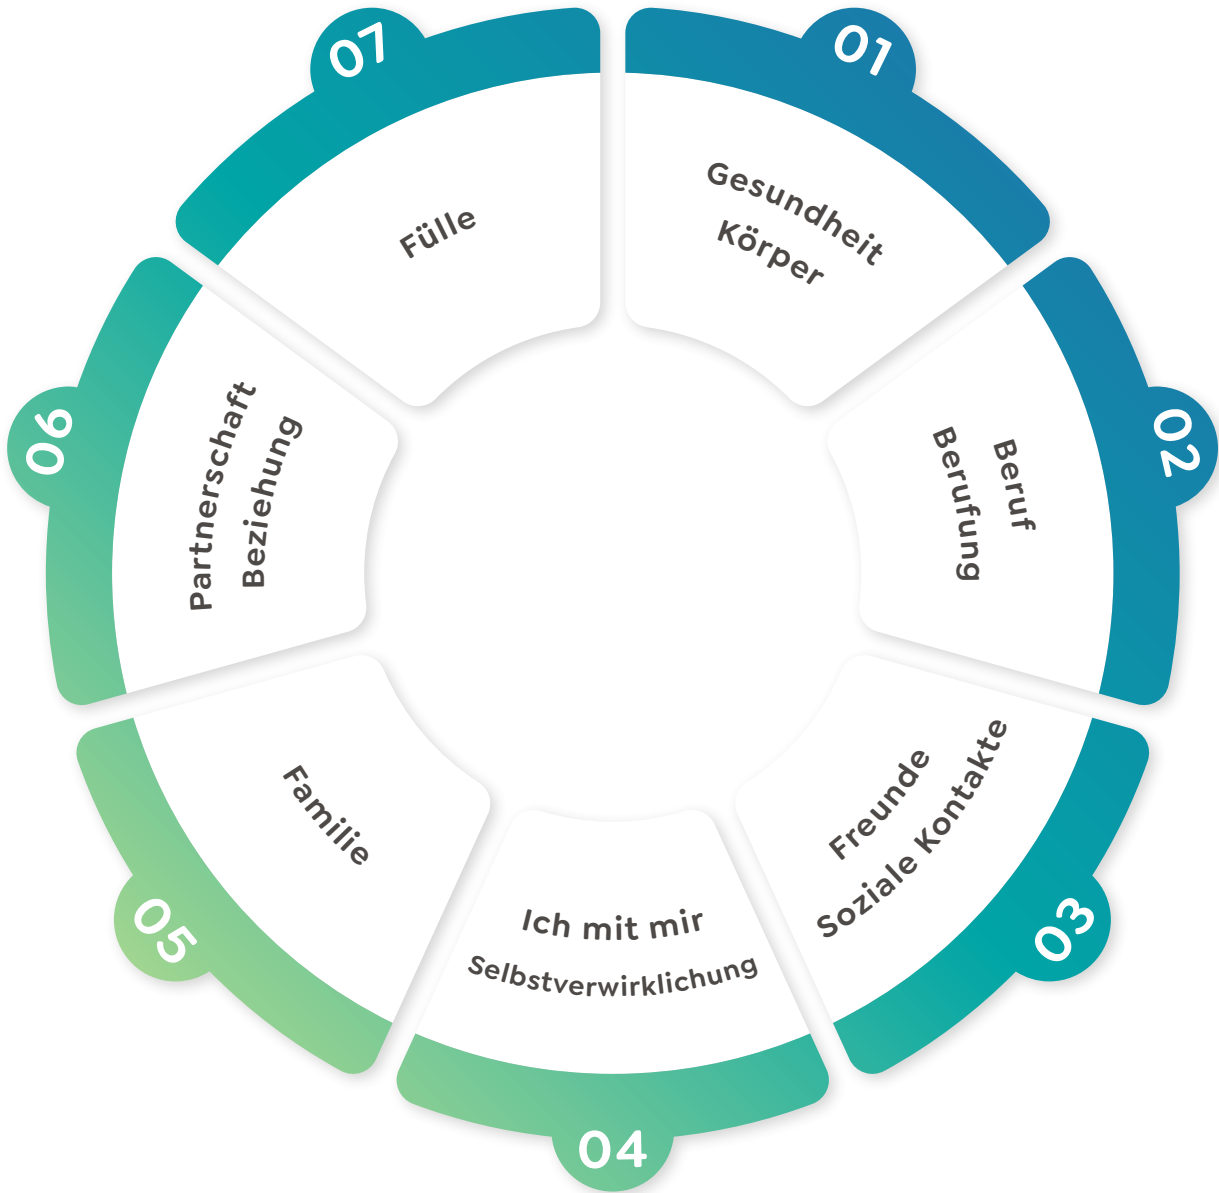 01
Gesundheit
Körper
02
Beruf
Berufung
03
Freunde
Soziale Kontakte
04
Ich mit mir
Selbstverwirklichung
05
Familie
06
Partnerschaft
Beziehung
07
Fülle